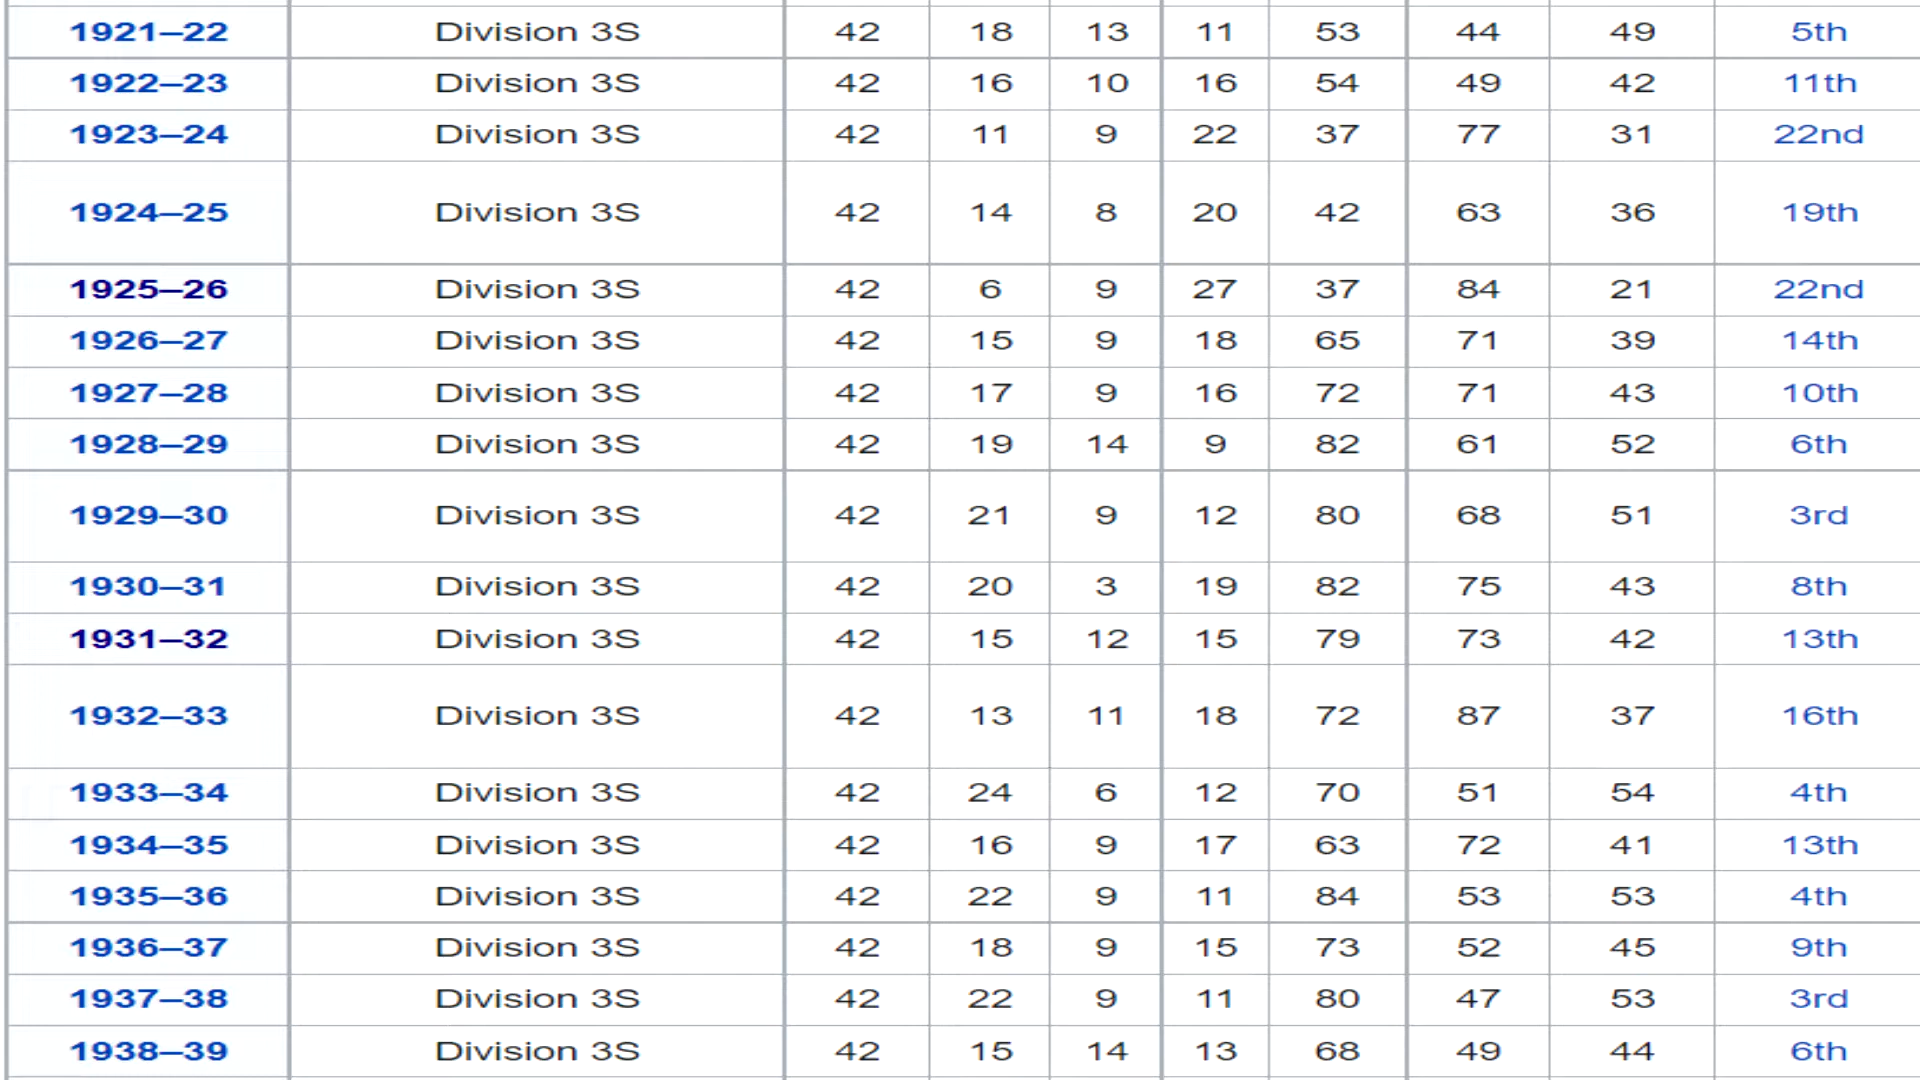 1921–22 Division 3S 42 18 13 11 53 44 49 5th
1922–23 Division 3S 42 16 10 16 54 49 42 11th
1923–24 Division 3S 42 11 9 22 37 77 31 22nd
1924–25 Division 3S 42 14 8 20 42 63 36 19th
1925–26 Division 3S 42 6 9 27 37 84 21 22nd
1926–27 Division 3S 42 15 9 18 65 71 39 14th
1927–28 Division 3S 42 17 9 16 72 71 43 10th
1928–29 Division 3S 42 19 14 9 82 61 52 6th
1929–30 Division 3S 42 21 9 12 80 68 51 3rd
1930–31 Division 3S 42 20 3 19 82 75 43 8th
1931–32 Division 3S 42 15 12 15 79 73 42 13th
1932–33 Division 3S 42 13 11 18 72 87 37 16th
1933–34 Division 3S 42 24 6 12 70 51 54 4th
1934–35 Division 3S 42 16 9 17 63 72 41 13th
1935–36 Division 3S 42 22 9 11 84 53 53 4th
1936–37 Division 3S 42 18 9 15 73 52 45 9th
1937–38 Division 3S 42 22 9 11 80 47 53 3rd
1938–39 Division 3S 42 15 14 13 68 49 44 6th